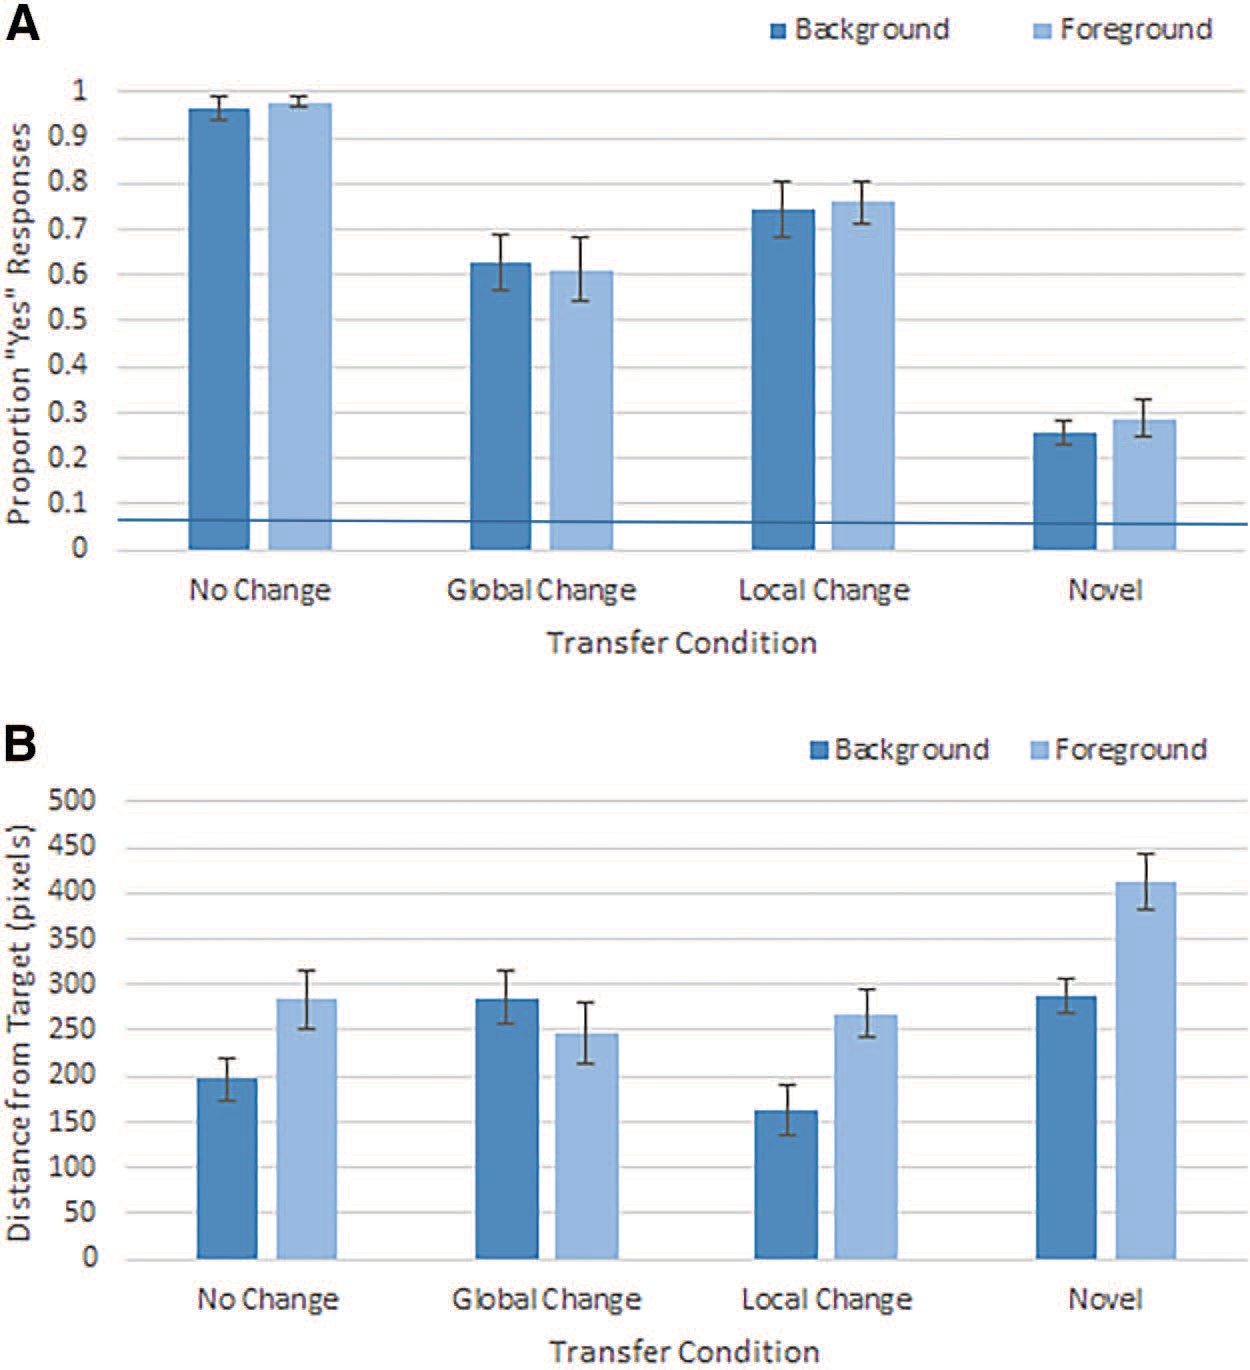 A
Background Foreground
1
0.9
0.8
0.7
0.6
0.5
0.4
0.3
0.2
0.1
0
Proportion "Yes" Responses
No Change Global Change Local Change Novel
Transfer Condition
B
Background Foreground
500
450
400
350
300
250
200
150
100
50
0
Distance from Target (pixels)
No Change Global Change Local Change Novel
Transfer Condition